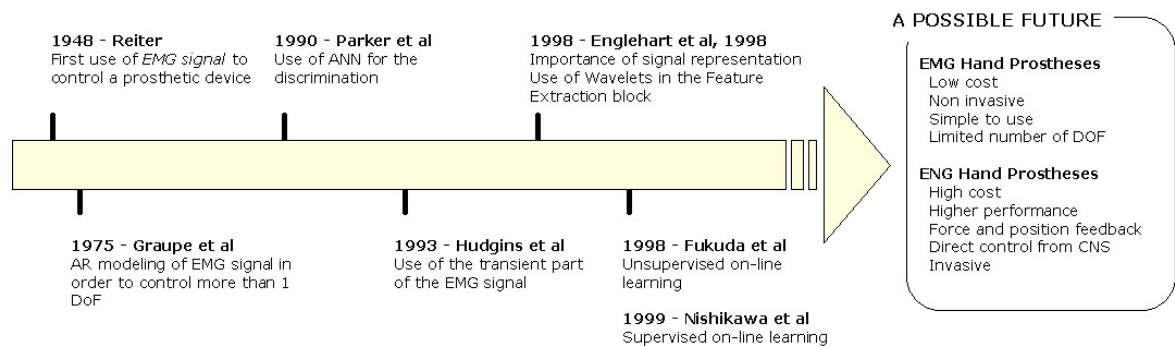 1948 - Reiter
First use of EMG signal to
control a prosthetic device
1990 - Parker et al
Use of ANN for the
discrimination
1998 - Englehart et al, 1998
Importance of signal representation
Use of Wavelets in the Feature
Extraction block
1975 - Graupe et al
AR modeling of EMG signal in
order to control more than 1
DoF
1993 - Hudgins et al
Use of the transient part
of the EMG signal
1998 - Fukuda et al
Unsupervised on-line
learning
1999 - Nishikawa et al
Supervised on-line learning
A POSSIBLE FUTURE
EMG Hand Prostheses
Low cost
Non invasive
Simple to use
Limited number of DOF
ENG Hand Prostheses
High cost
Higher performance
Force and position feedback
Direct control from CNS
Invasive